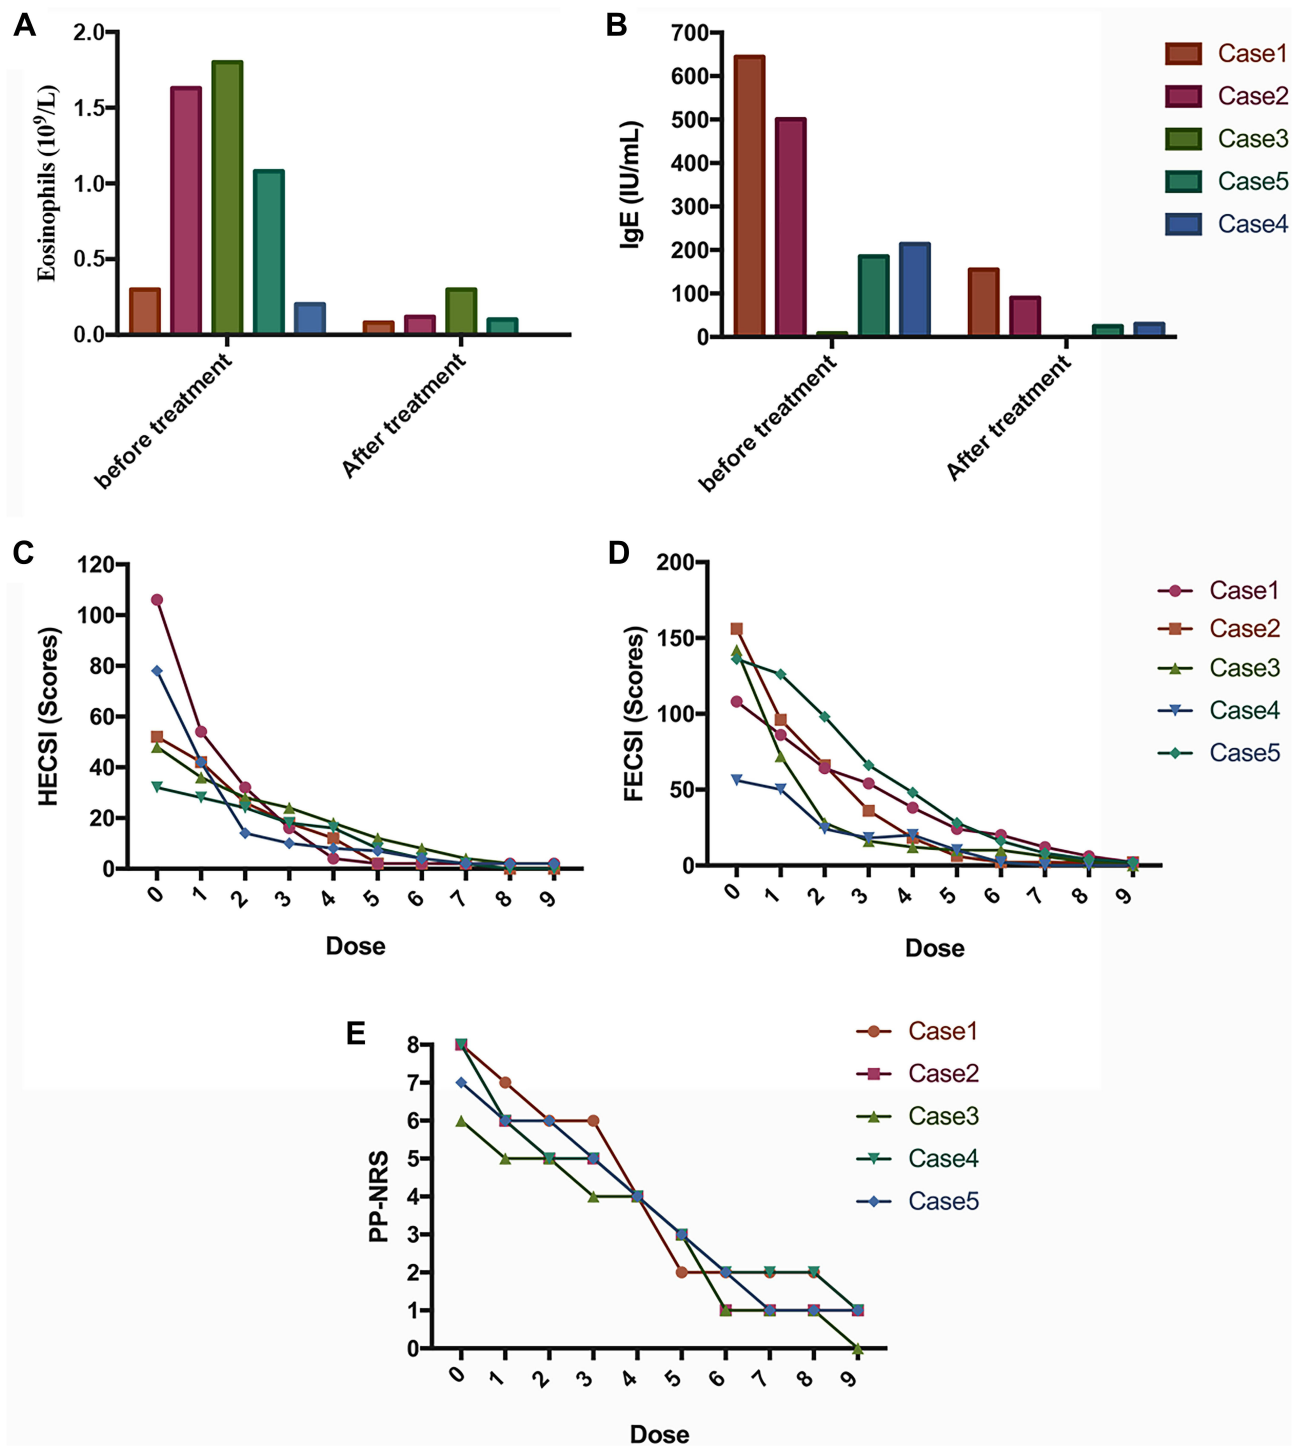 A
Eosinophils (10⁹/L)
2.0
1.5
1.0
0.5
0.0
before treatment
After treatment
B
IgE (IU/mL)
700
600
500
400
300
200
100
0
before treatment
After treatment
Case1
Case2
Case3
Case5
Case4
C
HECSI (Scores)
120
100
80
60
40
20
0
0 1 2 3 4 5 6 7 8 9
Dose
D
FECSI (Scores)
200
150
100
50
0
0 1 2 3 4 5 6 7 8 9
Dose
Case1
Case2
Case3
Case4
Case5
E
PP-NRS
8
7
6
5
4
3
2
1
0
0 1 2 3 4 5 6 7 8 9
Dose
Case1
Case2
Case3
Case4
Case5